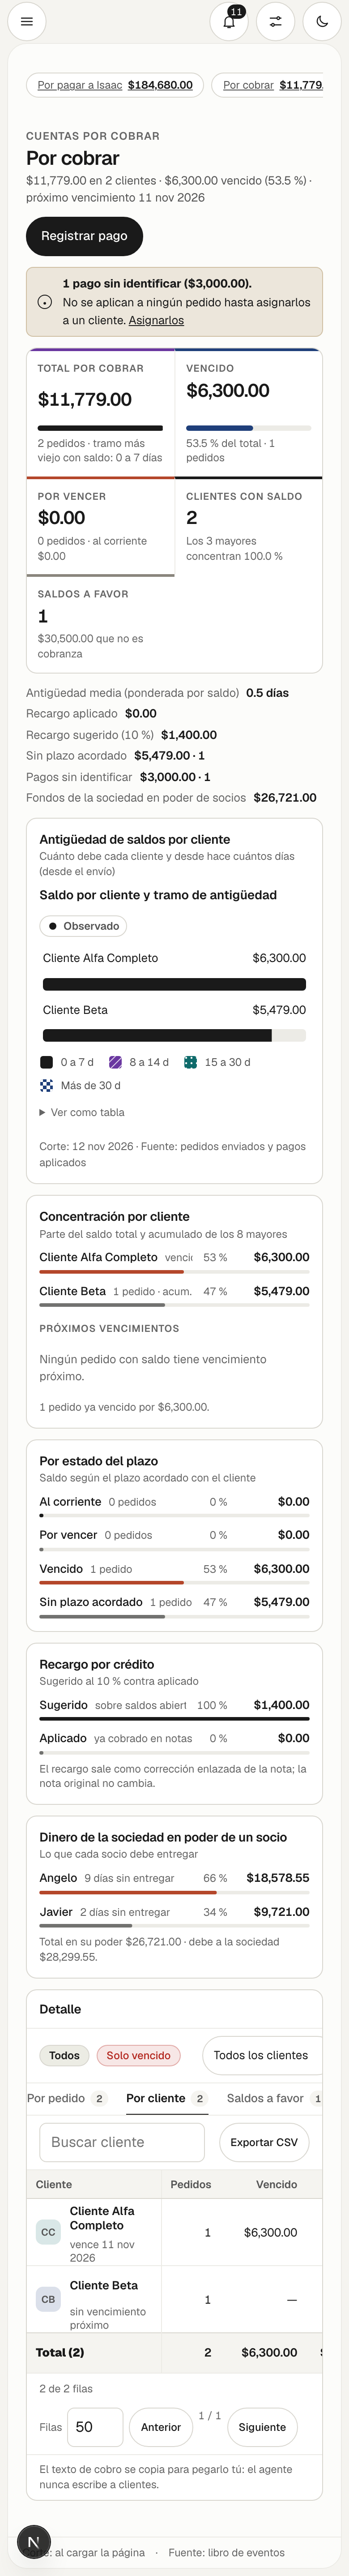 11
Por pagar a Isaac $184,680.00
Por cobrar $11,779.
CUENTAS POR COBRAR
Por cobrar
$11,779.00 en 2 clientes · $6,300.00 vencido (53.5 %) ·
próximo vencimiento 11 nov 2026
Registrar pago
1 pago sin identificar ($3,000.00).
No se aplican a ningún pedido hasta asignarlos
a un cliente. Asignarlos
TOTAL POR COBRAR
$11,779.00
2 pedidos · tramo más
viejo con saldo: 0 a 7 días
VENCIDO
$6,300.00
53.5 % del total · 1
pedidos
POR VENCER
$0.00
0 pedidos · al corriente
$0.00
CLIENTES CON SALDO
2
Los 3 mayores
concentran 100.0 %
SALDOS A FAVOR
1
$30,500.00 que no es
cobranza
Antigüedad media (ponderada por saldo) 0.5 días
Recargo aplicado $0.00
Recargo sugerido (10 %) $1,400.00
Sin plazo acordado $5,479.00 · 1
Pagos sin identificar $3,000.00 · 1
Fondos de la sociedad en poder de socios $26,721.00
Antigüedad de saldos por cliente
Cuánto debe cada cliente y desde hace cuántos días
(desde el envío)
Saldo por cliente y tramo de antigüedad
Observado
Cliente Alfa Completo $6,300.00
Cliente Beta $5,479.00
0 a 7 d 8 a 14 d 15 a 30 d
Más de 30 d
Ver como tabla
Corte: 12 nov 2026 · Fuente: pedidos enviados y pagos
aplicados
Concentración por cliente
Parte del saldo total y acumulado de los 8 mayores
Cliente Alfa Completo 53 % $6,300.00
Cliente Beta 1 pedido · acum. 47 % $5,479.00
PRÓXIMOS VENCIMIENTOS
Ningún pedido con saldo tiene vencimiento
próximo.
1 pedido ya vencido por $6,300.00.
Por estado del plazo
Saldo según el plazo acordado con el cliente
Al corriente 0 pedidos 0 % $0.00
Por vencer 0 pedidos 0 % $0.00
Vencido 1 pedido 53 % $6,300.00
Sin plazo acordado 1 pedido 47 % $5,479.00
Recargo por crédito
Sugerido al 10 % contra aplicado
Sugerido sobre saldos 100 % $1,400.00
Aplicado ya cobrado en notas 0 % $0.00
El recargo sale como corrección enlazada de la nota; la
nota original no cambia.
Dinero de la sociedad en poder de un socio
Lo que cada socio debe entregar
Angelo 9 días sin entregar 66 % $18,578.55
Javier 2 días sin entregar 34 % $9,721.00
Total en su poder $26,721.00 · debe a la sociedad
$28,299.55.
Detalle
Todos Solo vencido Todos los clientes
Por pedido 2 Por cliente 2 Saldos a favor 1
Buscar cliente Exportar CSV
Cliente Pedidos Vencido
CC Cliente Alfa
Completo
vence 11 nov
2026
1 $6,300.00
CB Cliente Beta
sin vencimiento
próximo
1 —
Total (2) 2 $6,300.00
2 de 2 filas
Filas 50 Anterior 1 / 1 Siguiente
El texto de cobro se copia para pegarlo tú: el agente
nunca escribe a clientes.
N
al cargar la página · Fuente: libro de eventos